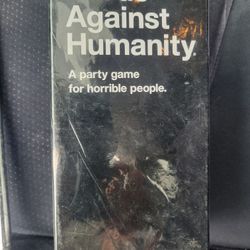 Against
Humanity
A party game
for horrible people.